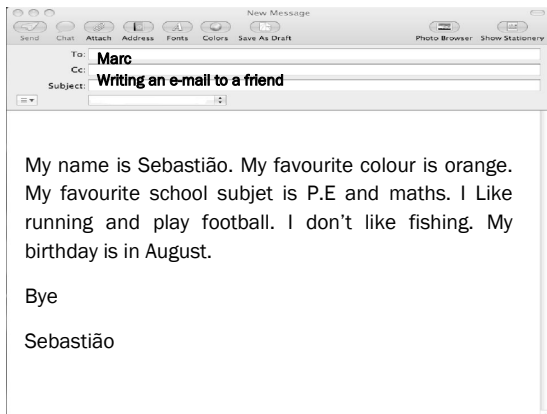 New Message
Send Chat Attach Address Fonts Colors Save As Draft Photo Browser Show Stationery
To: Marc
Cc:
Subject: Writing an e-mail to a friend
My name is Sebastião. My favourite colour is orange.
My favourite school subjet is P.E and maths. I Like
running and play football. I don't like fishing. My
birthday is in August.
Bye
Sebastião